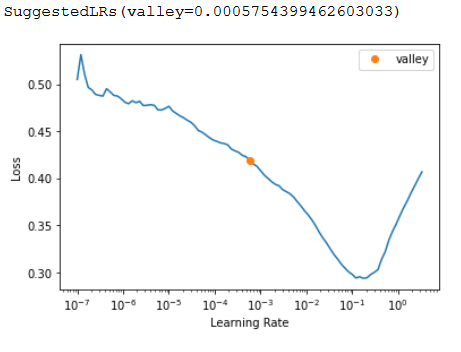 SuggestedLRs(valley=0.0005754399462603033)
valley
0.50
0.45
0.40
0.35
0.30
Loss
10⁻⁷ 10⁻⁶ 10⁻⁵ 10⁻⁴ 10⁻³ 10⁻² 10⁻¹ 10⁰
Learning Rate